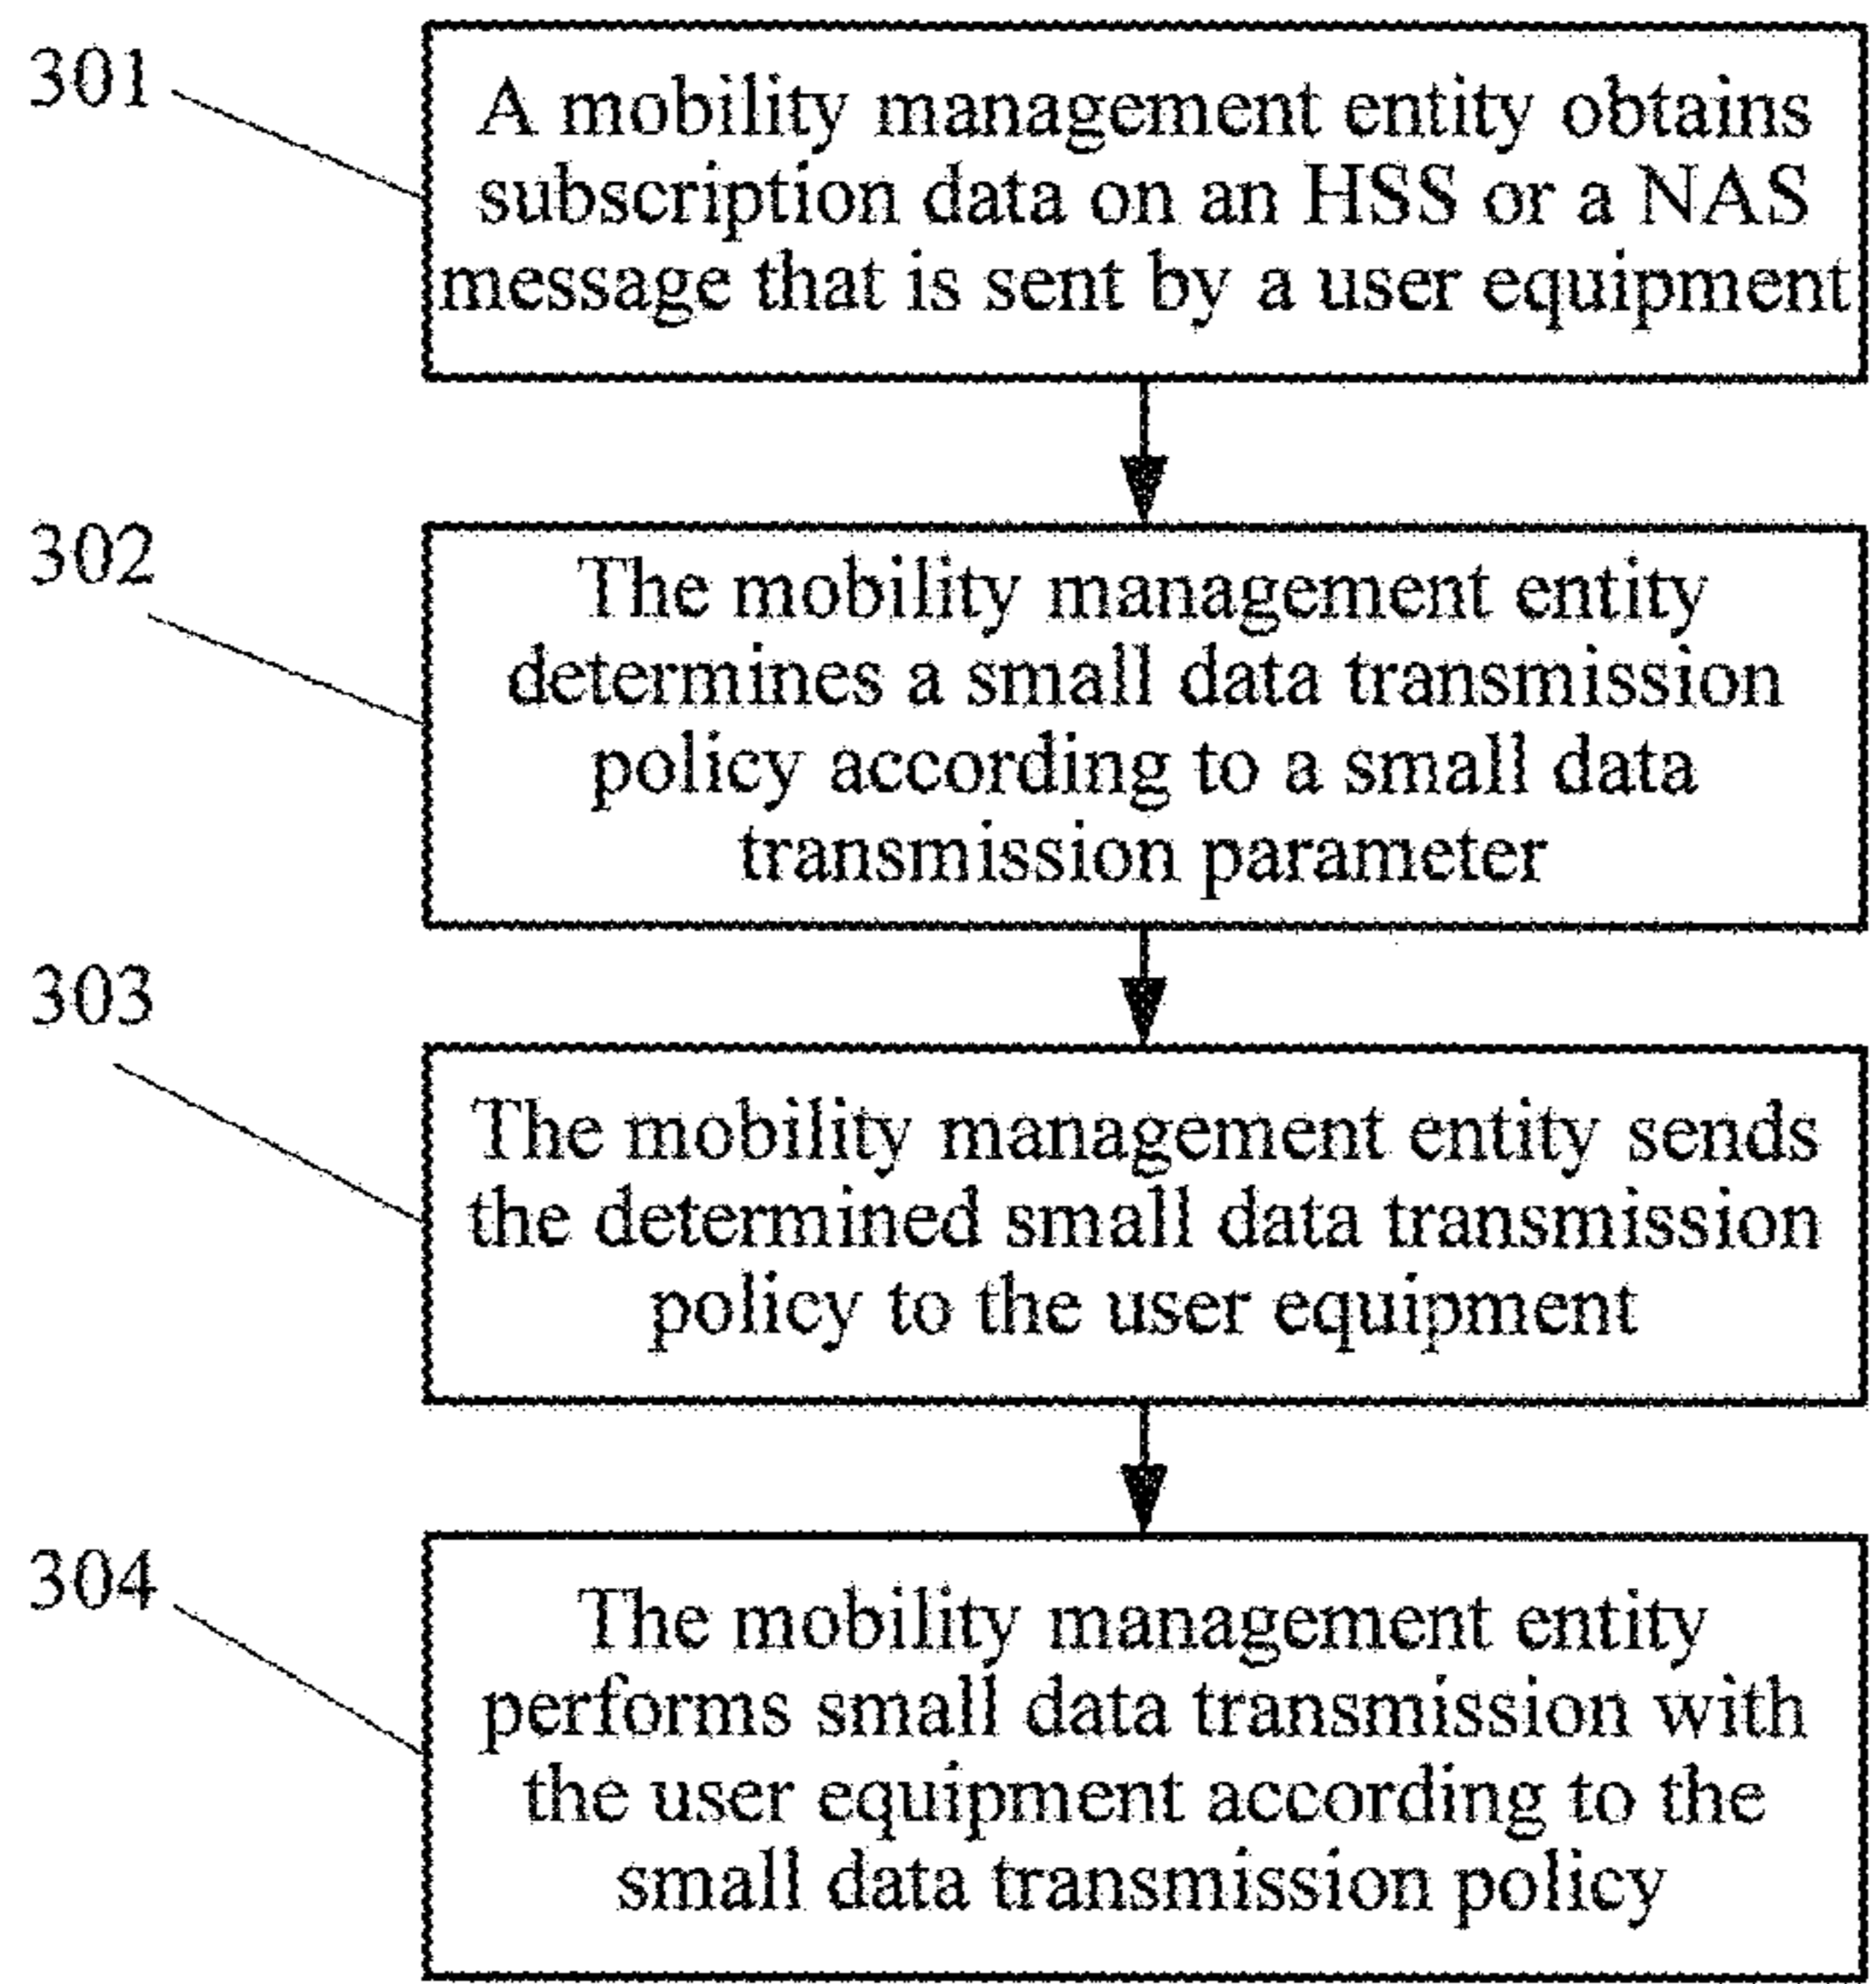 301
A mobility management entity obtains
subscription data on an HSS or a NAS
message that is sent by a user equipment
302
The mobility management entity
determines a small data transmission
policy according to a small data
transmission parameter
303
The mobility management entity sends
the determined small data transmission
policy to the user equipment
304
The mobility management entity
performs small data transmission with
the user equipment according to the
small data transmission policy